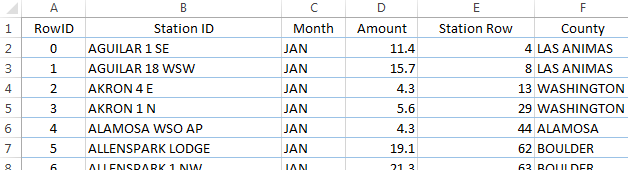 A B C D E F
1 RowID Station ID Month Amount Station Row County
2 0 AGUILAR 1 SE JAN 11.4 4 LAS ANIMAS
3 1 AGUILAR 18 WSW JAN 15.7 8 LAS ANIMAS
4 2 AKRON 4 E JAN 4.3 13 WASHINGTON
5 3 AKRON 1 N JAN 5.6 29 WASHINGTON
6 4 ALAMOSA WSO AP JAN 4.3 44 ALAMOSA
7 5 ALLENSPARK LODGE JAN 19.1 62 BOULDER
8 6 ALLENSPARK 1 NW JAN 21.3 63 BOULDER